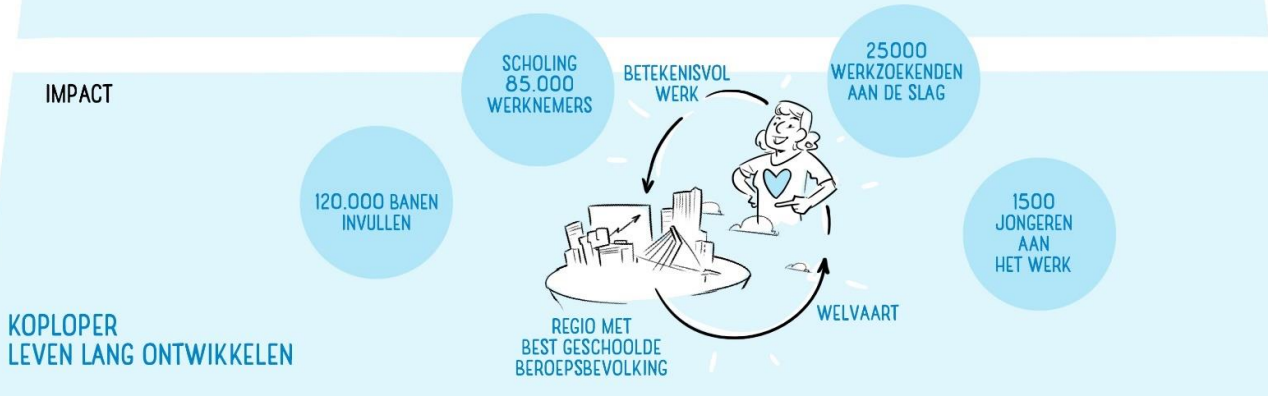 IMPACT
120.000 BANEN
INVULLEN
SCHOLING
85.000
WERKNEMERS
BETEKENISVOL
WERK
25000
WERKZOEKENDEN
AAN DE SLAG
1500
JONGEREN
AAN
HET WERK
WELVAART
REGIO MET
BEST GESCHOOLDE
BEROEPSBEVOLKING
KOPLOPER
LEVEN LANG ONTWIKKELEN